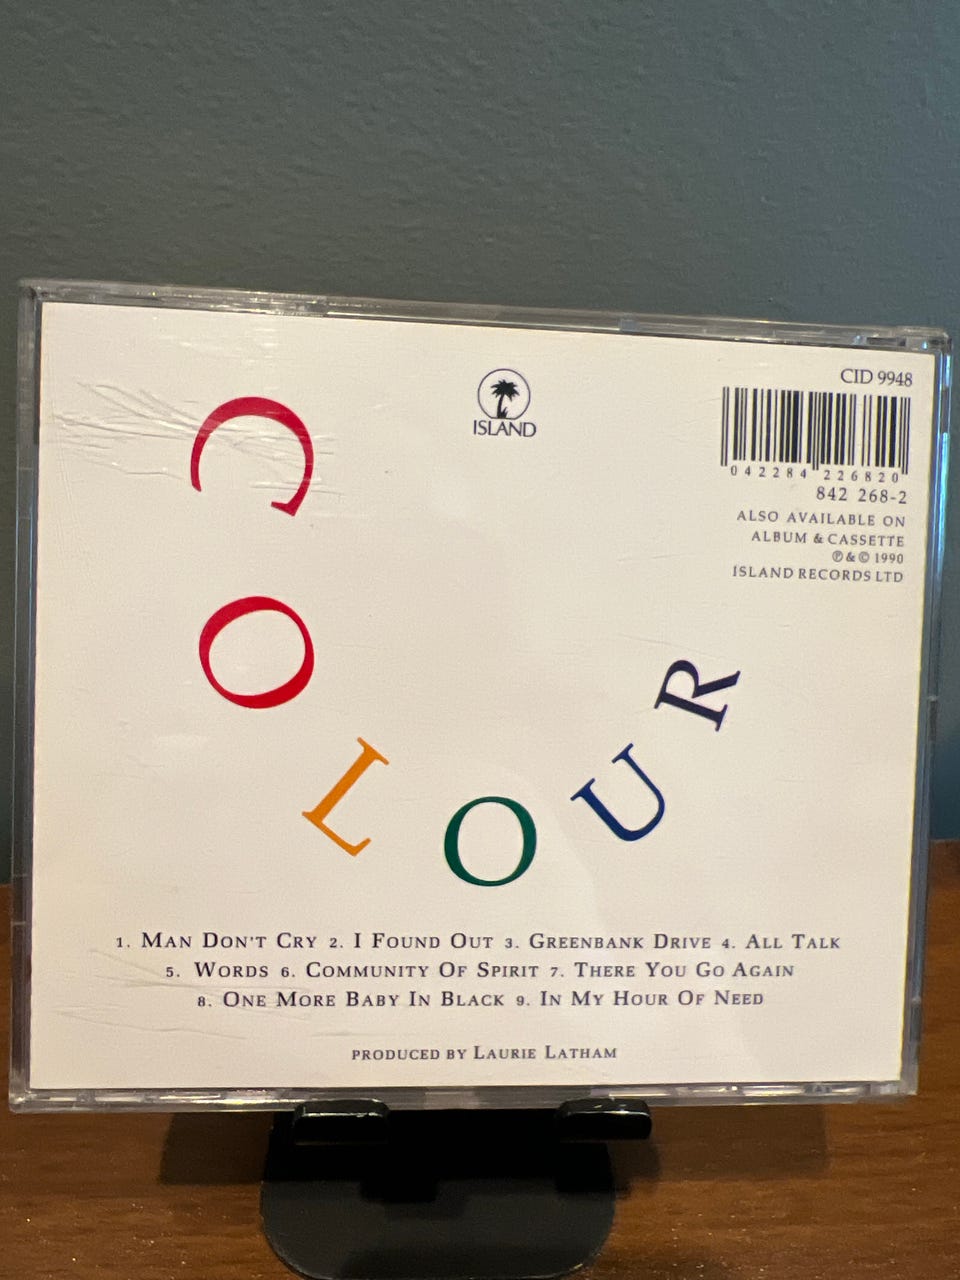 COLOUR
ISLAND
CID 9948
042284 226820
842 268-2
ALSO AVAILABLE ON
ALBUM & CASSETTE
℗ & © 1990
ISLAND RECORDS LTD
1. MAN DON'T CRY 2. I FOUND OUT 3. GREENBANK DRIVE 4. ALL TALK
5. WORDS 6. COMMUNITY OF SPIRIT 7. THERE YOU GO AGAIN
8. ONE MORE BABY IN BLACK 9. IN MY HOUR OF NEED
PRODUCED BY LAURIE LATHAM